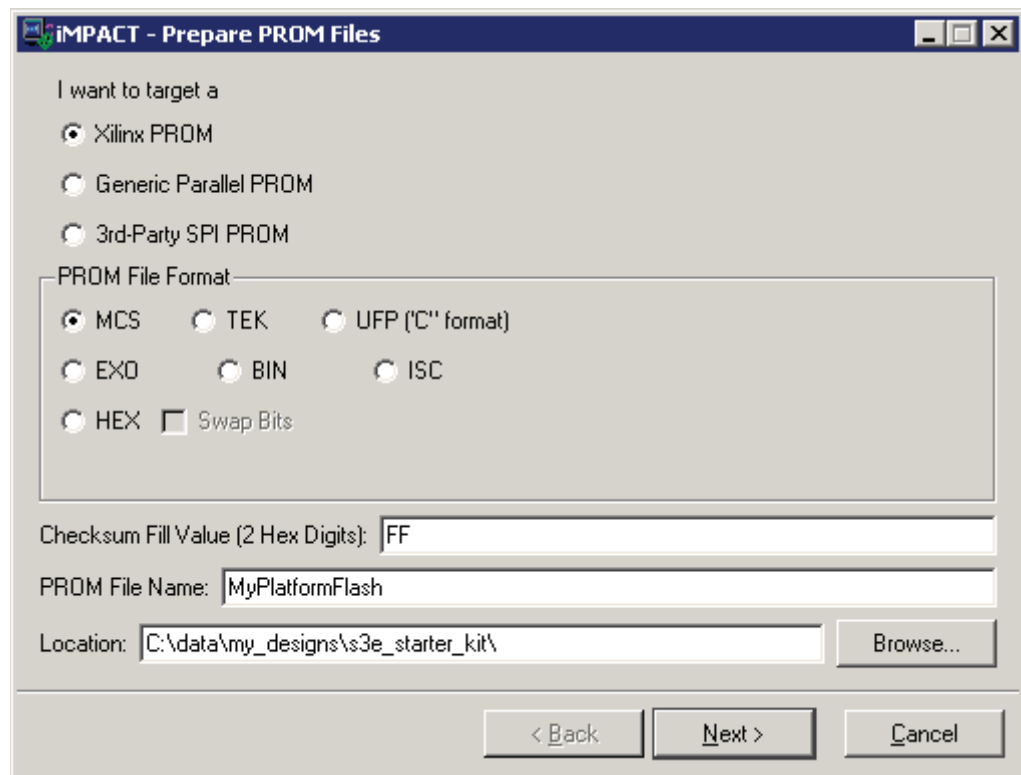 iMPACT - Prepare PROM Files
I want to target a
Xilinx PROM
Generic Parallel PROM
3rd-Party SPI PROM
PROM File Format
MCS TEK UFP ('C" format)
EXO BIN ISC
HEX Swap Bits
Checksum Fill Value (2 Hex Digits): FF
PROM File Name: MyPlatformFlash
Location: C:\data\my_designs\s3e_starter_kit\ Browse...
< Back Next > Cancel